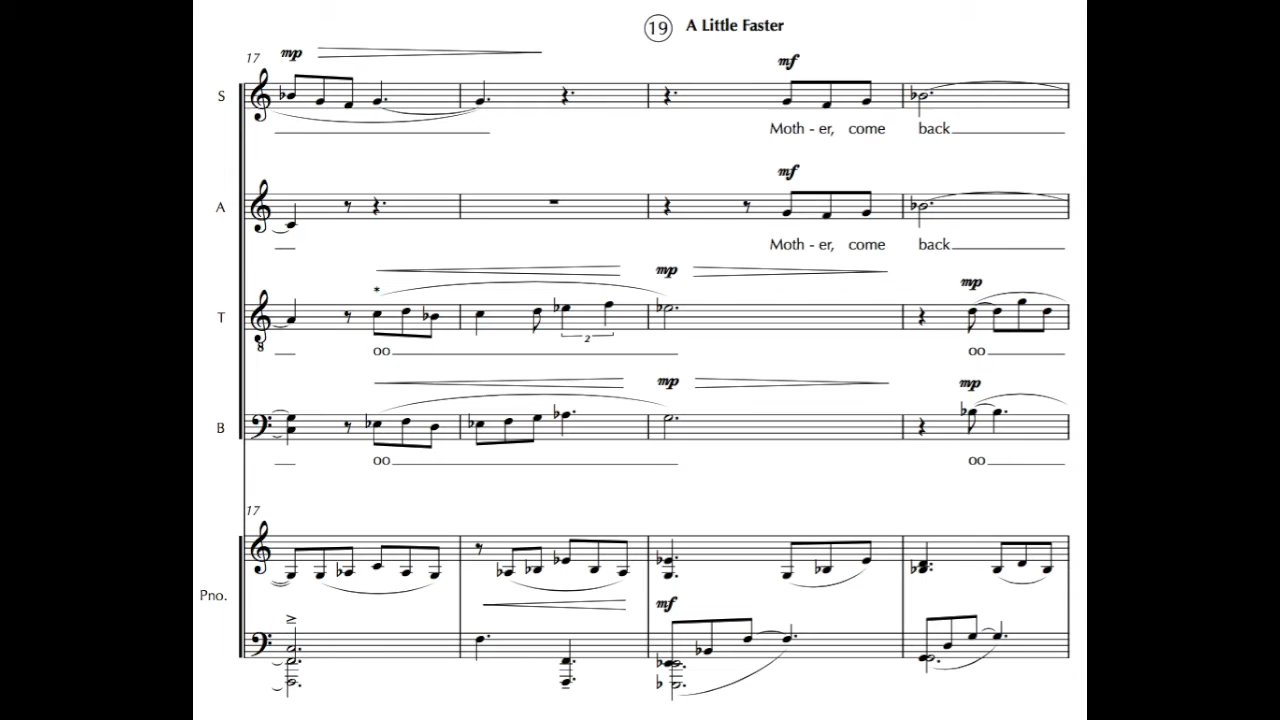 19 A Little Faster
17 mp
S
mf
Moth - er, come back
A
mf
Moth - er, come back
* mp mp
T
8
2
oo oo
mp mp
B
oo oo
17
Pno.
mf